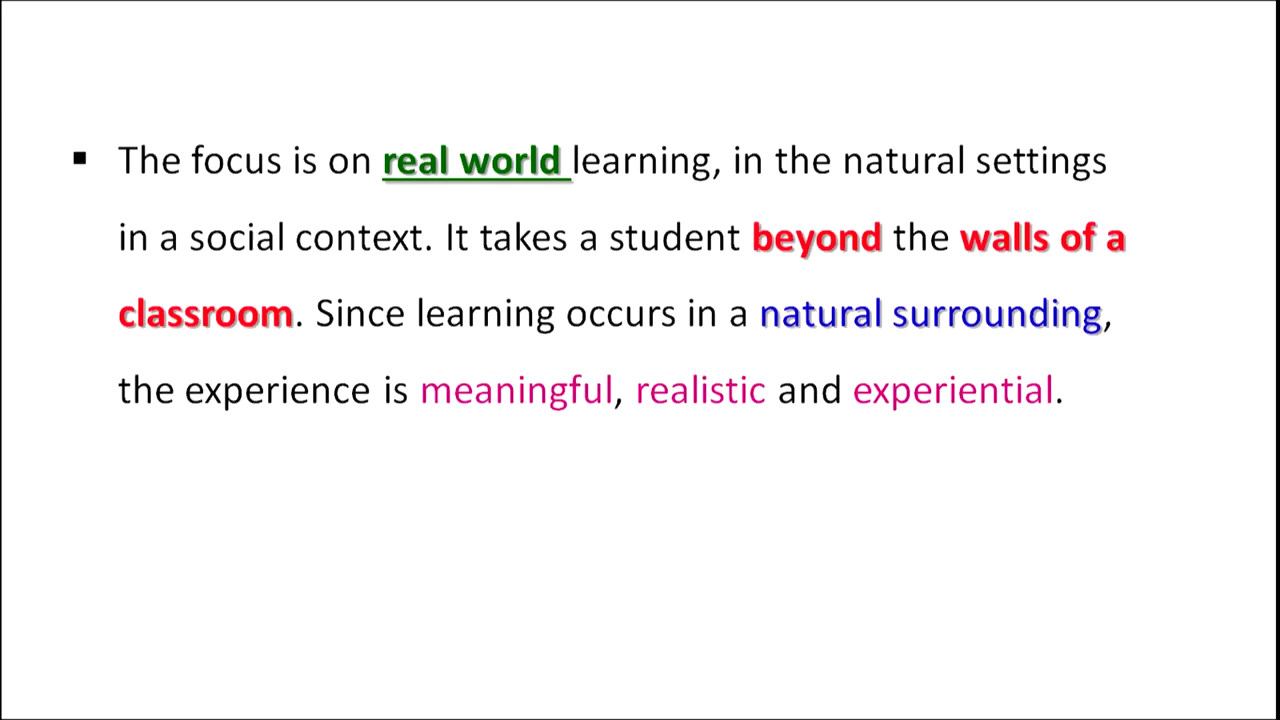 ▪ The focus is on real world learning, in the natural settings
in a social context. It takes a student beyond the walls of a
classroom. Since learning occurs in a natural surrounding,
the experience is meaningful, realistic and experiential.